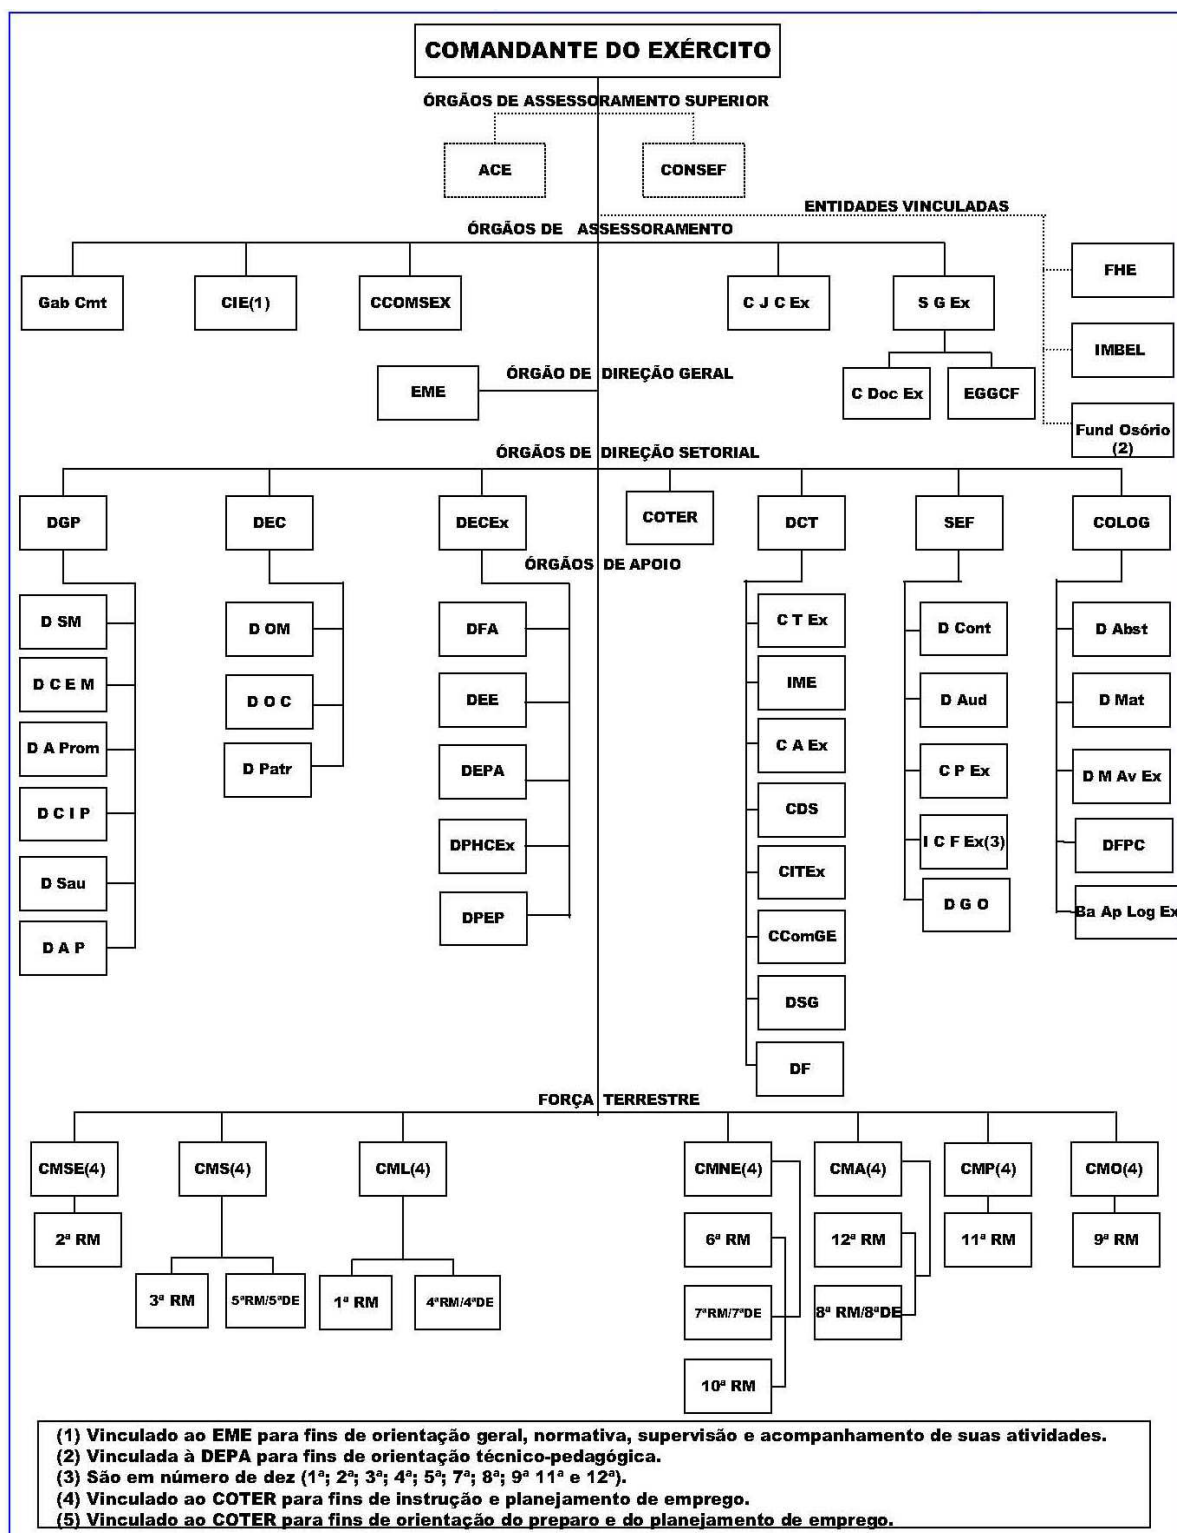 COMANDANTE DO EXÉRCITO
ÓRGÃOS DE ASSESSORAMENTO SUPERIOR
ACE
CONSEF
ENTIDADES VINCULADAS
ÓRGÃOS DE ASSESSORAMENTO
Gab Cmt
CIE(1)
CCOMSEX
C J C Ex
S G Ex
FHE
IMBEL
Fund Osório
(2)
C Doc Ex
EGGCF
ÓRGÃO DE DIREÇÃO GERAL
EME
ÓRGÃOS DE DIREÇÃO SETORIAL
DGP
DEC
DECEx
COTER
DCT
SEF
COLOG
ÓRGÃOS DE APOIO
D SM
D C E M
D A Prom
D C I P
D Sau
D A P
D OM
D O C
D Patr
DFA
DEE
DEPA
DPHCEx
DPEP
C T Ex
IME
C A Ex
CDS
CITEx
CComGE
DSG
DF
D Cont
D Aud
C P Ex
I C F Ex(3)
D G O
D Abst
D Mat
D M Av Ex
DFPC
Ba Ap Log Ex
FORÇA TERRESTRE
CMSE(4)
CMS(4)
CML(4)
CMNE(4)
CMA(4)
CMP(4)
CMO(4)
2ª RM
3ª RM
5ªRM/5ªDE
1ª RM
4ªRM/4ªDE
6ª RM
7ªRM/7ªDE
10ª RM
12ª RM
8ª RM/8ªDE
11ª RM
9ª RM
(1) Vinculado ao EME para fins de orientação geral, normativa, supervisão e acompanhamento de suas atividades.
(2) Vinculada à DEPA para fins de orientação técnico-pedagógica.
(3) São em número de dez (1ª; 2ª; 3ª; 4ª; 5ª; 7ª; 8ª; 9ª 11ª e 12ª).
(4) Vinculado ao COTER para fins de instrução e planejamento de emprego.
(5) Vinculado ao COTER para fins de orientação do preparo e do planejamento de emprego.